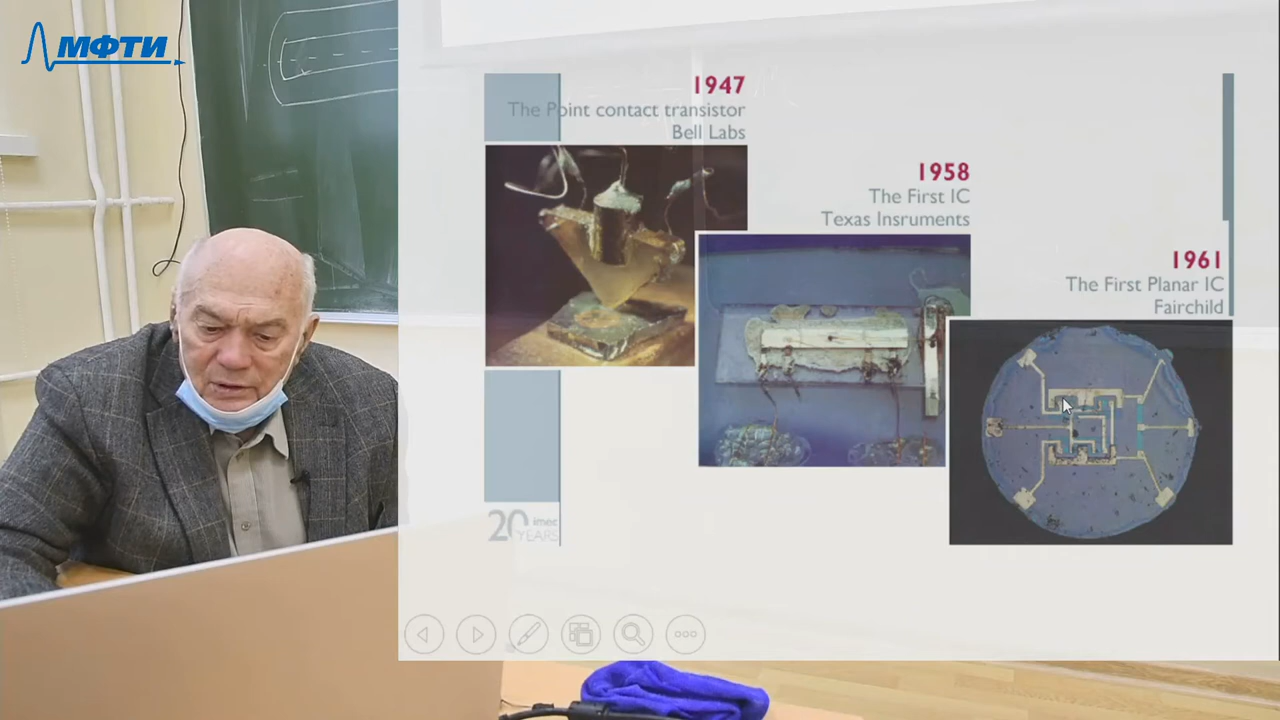 МФТИ
1947
The Point contact transistor
Bell Labs
1958
The First IC
Texas Insruments
1961
The First Planar IC
Fairchild
20 imec
YEARS